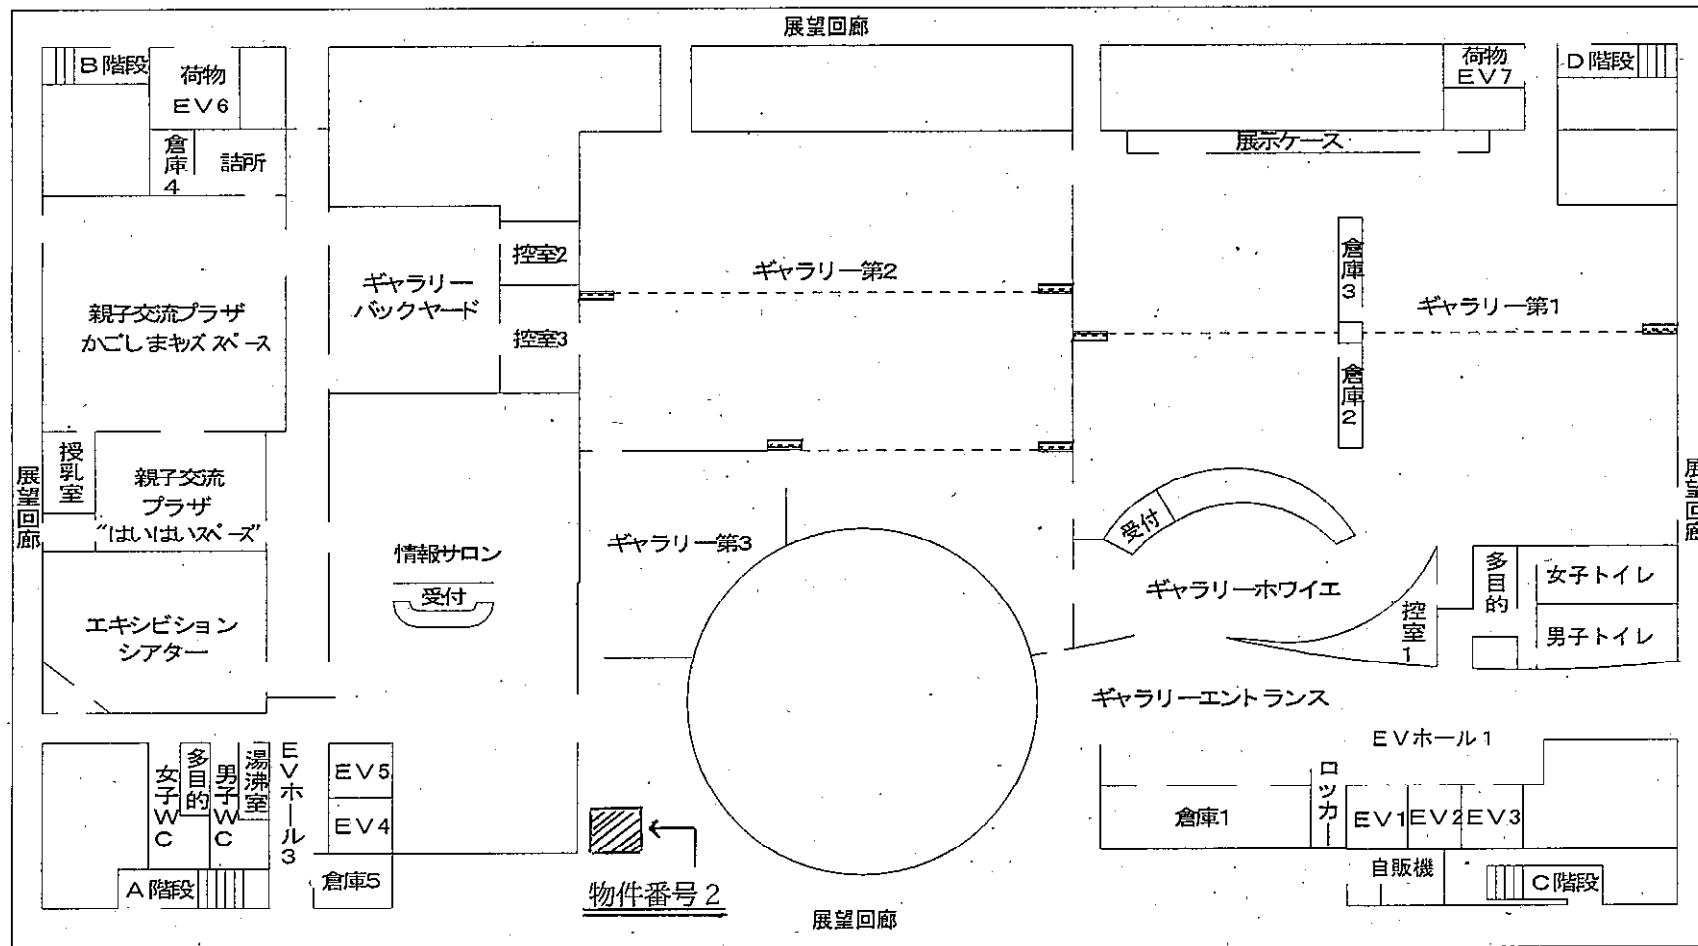 展望回廊
B階段
荷物
EV6
荷物
EV7
D階段
倉庫4
詰所
展示ケース
控室2
ギャラリー第2
倉庫3
ギャラリー第1
ギャラリー
バックヤード
親子交流プラザ
かごしまキッズスペース
控室3
倉庫2
授乳室
親子交流
プラザ
"はいはいスペース"
展望回廊
展望回廊
受付
情報サロン
受付
ギャラリー第3
ギャラリーホワイエ
多目的
女子トイレ
男子トイレ
控室1
エキシビション
シアター
ギャラリーエントランス
EVホール1
女子WC
多目的
男子WC
湯沸室
EVホール3
EV5
EV4
ロッカー
倉庫1
EV1
EV2
EV3
自販機
A階段
倉庫5
物件番号2
C階段
展望回廊